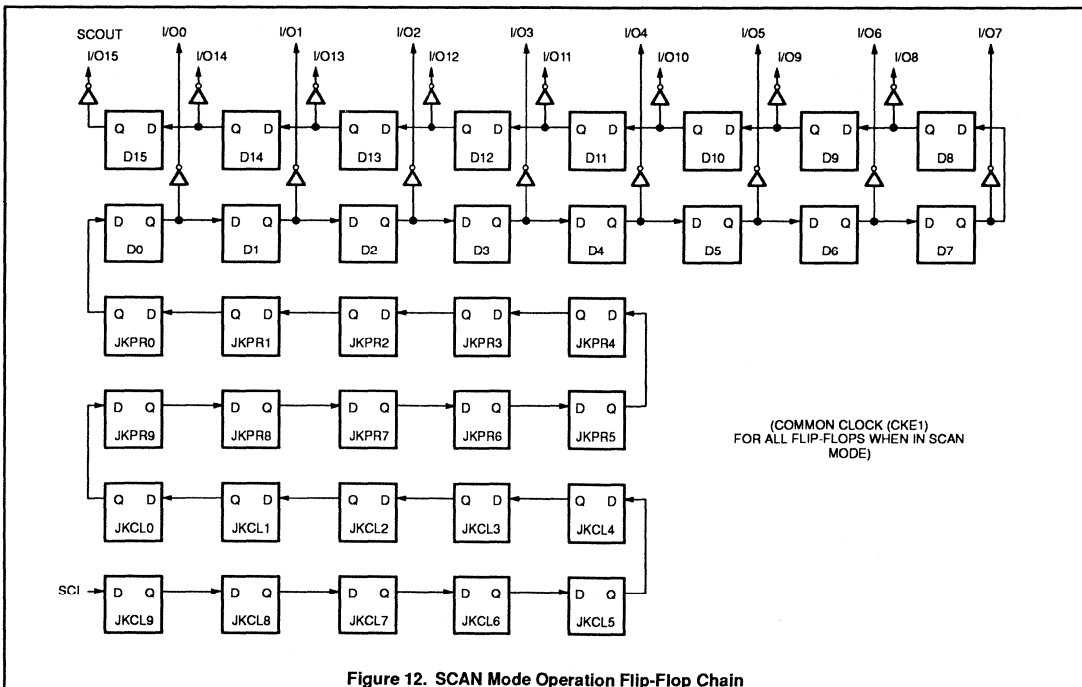 SCOUT I/O0 I/O1 I/O2 I/O3 I/O4 I/O5 I/O6 I/O7
I/O15 I/O14 I/O13 I/O12 I/O11 I/O10 I/O9 I/O8
Q D Q D Q D Q D Q D Q D Q D Q D
D15 D14 D13 D12 D11 D10 D9 D8
D Q D Q D Q D Q D Q D Q D Q D Q
D0 D1 D2 D3 D4 D5 D6 D7
Q D Q D Q D Q D Q D
JKPR0 JKPR1 JKPR2 JKPR3 JKPR4
D Q D Q D Q D Q D Q
JKPR9 JKPR8 JKPR7 JKPR6 JKPR5
(COMMON CLOCK (CKE1)
FOR ALL FLIP-FLOPS WHEN IN SCAN
MODE)
Q D Q D Q D Q D Q D
JKCL0 JKCL1 JKCL2 JKCL3 JKCL4
SCI D Q D Q D Q D Q D Q
JKCL9 JKCL8 JKCL7 JKCL6 JKCL5
Figure 12. SCAN Mode Operation Flip-Flop Chain